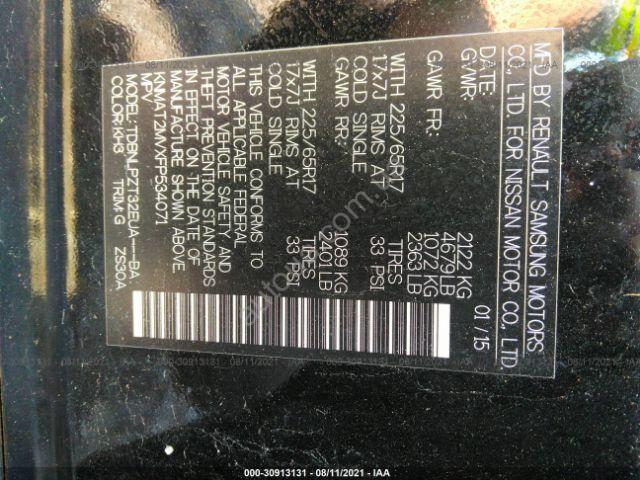 MFD BY RENAULT SAMSUNG MOTORS
CO., LTD. FOR NISSAN MOTOR CO., LTD.
DATE: 01/15
GVWR: 2122 KG
4679 LB
GAWR FR: 1072 KG
2363 LB
WITH 225/65R17 TIRES
17x7J RIMS AT 33 PSI
COLD SINGLE
GAWR RR: 1089 KG
2401 LB
WITH 225/65R17 TIRES
17x7J RIMS AT 33 PSI
COLD SINGLE
THIS VEHICLE CONFORMS TO
ALL APPLICABLE FEDERAL
MOTOR VEHICLE SAFETY AND
THEFT PREVENTION STANDARDS
IN EFFECT ON THE DATE OF
MANUFACTURE SHOWN ABOVE.
KNMAT2MVXFP534071
MPV
MODEL: TDBNLPZT32EUA-----BA
COLOR: KH3 TRIM: G ZS30A
000-30913131 - 08/11/2021 - IAA